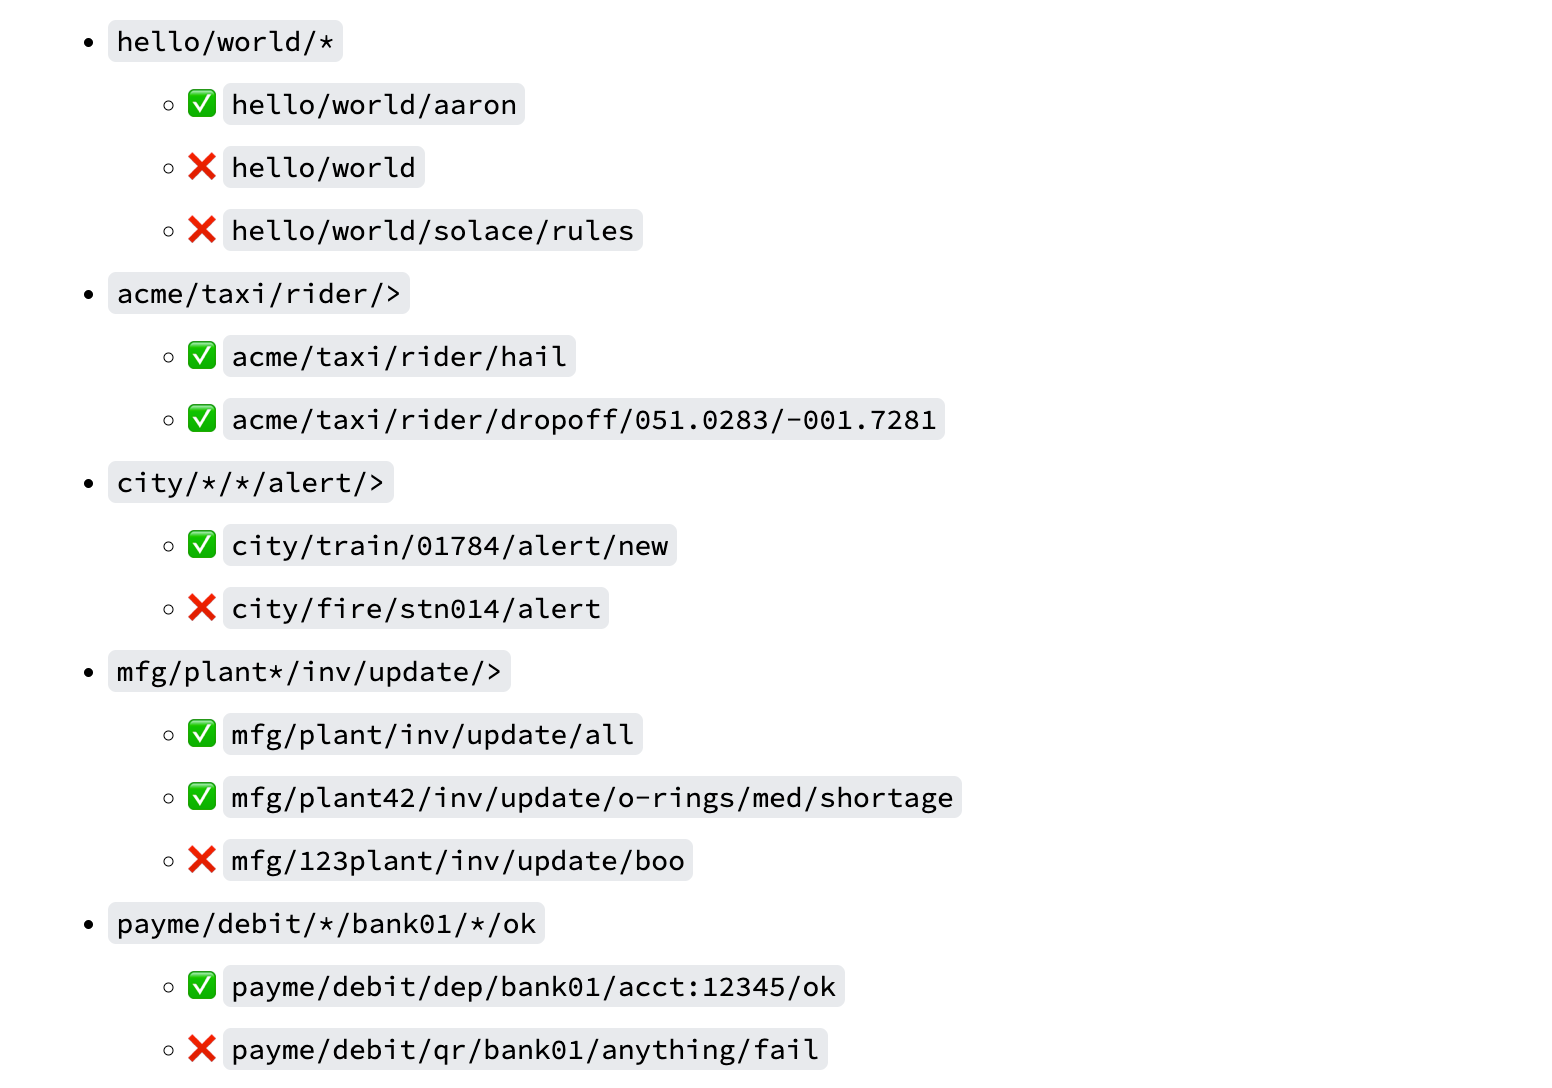 hello/world/*
✅ hello/world/aaron
❌ hello/world
❌ hello/world/solace/rules
acme/taxi/rider/>
✅ acme/taxi/rider/hail
✅ acme/taxi/rider/dropoff/051.0283/-001.7281
city/*/*/alert/>
✅ city/train/01784/alert/new
❌ city/fire/stn014/alert
mfg/plant*/inv/update/>
✅ mfg/plant/inv/update/all
✅ mfg/plant42/inv/update/o-rings/med/shortage
❌ mfg/123plant/inv/update/boo
payme/debit/*/bank01/*/ok
✅ payme/debit/dep/bank01/acct:12345/ok
❌ payme/debit/qr/bank01/anything/fail